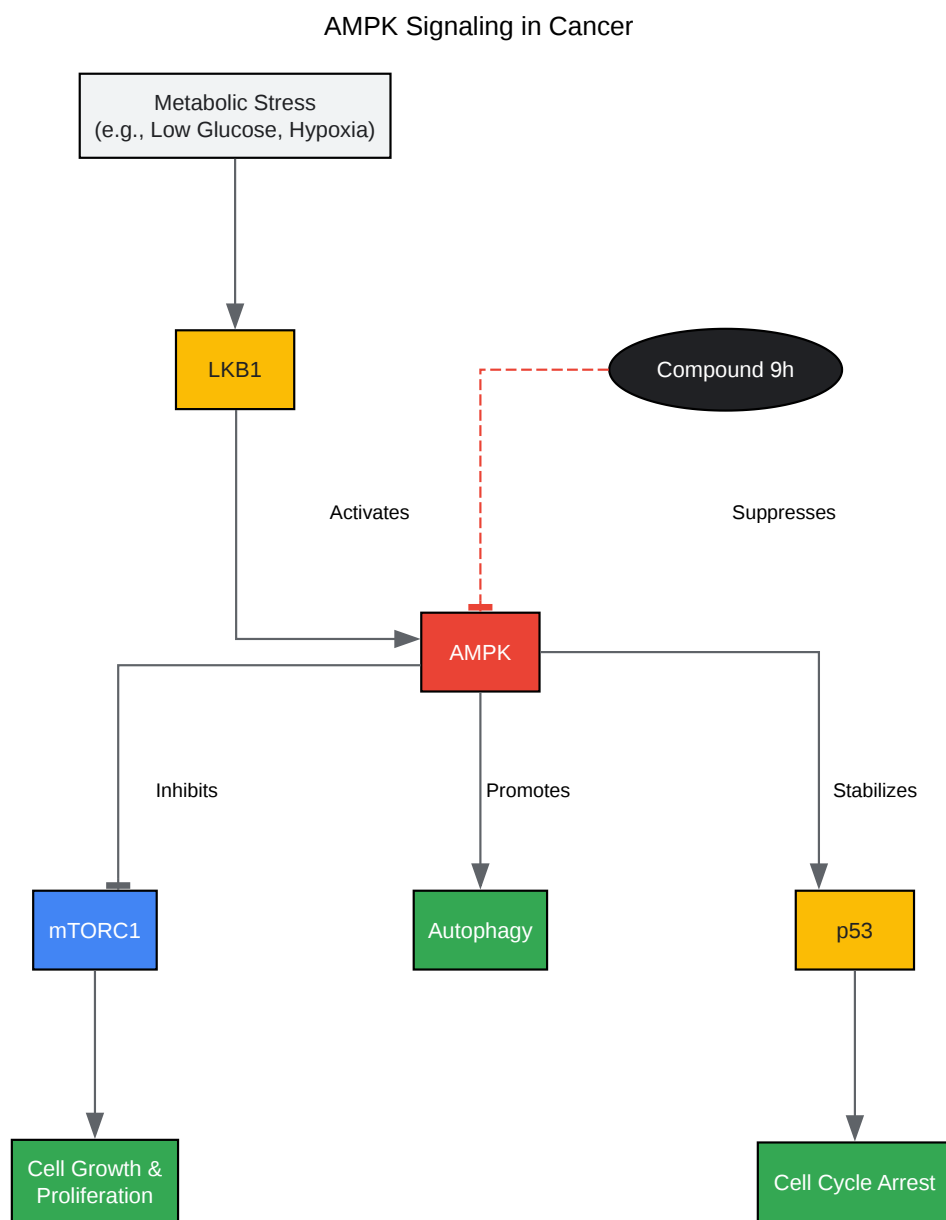 AMPK Signaling in Cancer
Metabolic Stress
(e.g., Low Glucose, Hypoxia)
LKB1
Compound 9h
Activates
Suppresses
AMPK
Inhibits
Promotes
Stabilizes
mTORC1
Autophagy
p53
Cell Growth &
Proliferation
Cell Cycle Arrest